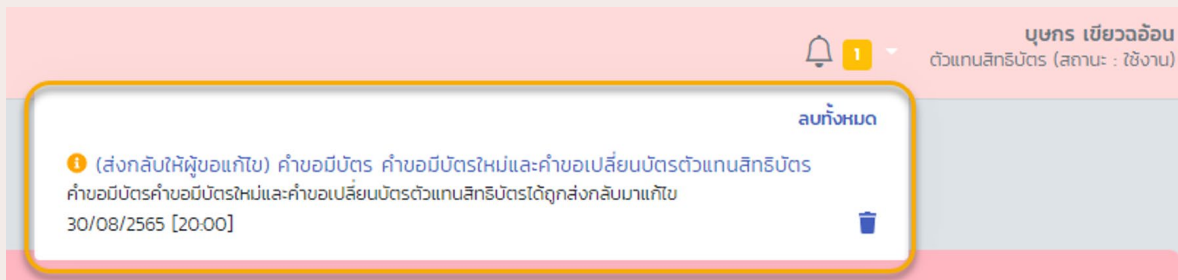 1
บุษกร เขียวฉอ้อน
ตัวแทนสิทธิบัตร (สถานะ : ใช้งาน)
ลบทั้งหมด
(ส่งกลับให้ผู้ขอแก้ไข) คำขอมีบัตร คำขอมีบัตรใหม่และคำขอเปลี่ยนบัตรตัวแทนสิทธิบัตร
คำขอมีบัตรคำขอมีบัตรใหม่และคำขอเปลี่ยนบัตรตัวแทนสิทธิบัตรได้ถูกส่งกลับมาแก้ไข
30/08/2565 [20:00]